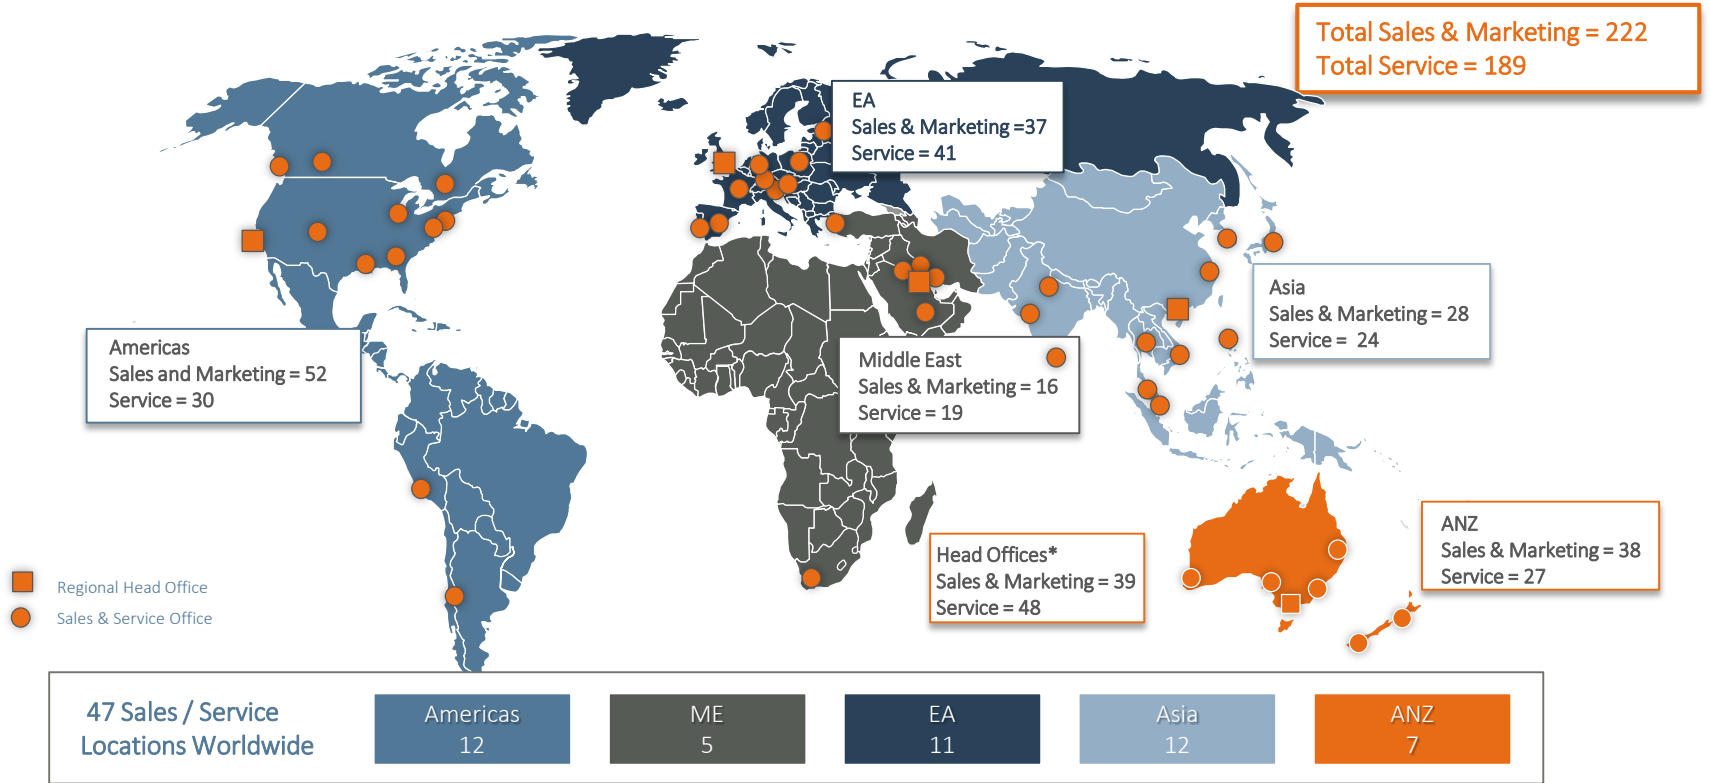 Total Sales & Marketing = 222
Total Service = 189
EA
Sales & Marketing =37
Service = 41
Asia
Sales & Marketing = 28
Service =  24
Americas
Sales and Marketing = 52
Service = 30
Middle East
Sales & Marketing = 16
Service = 19
Head Offices*
Sales & Marketing = 39
Service = 48
ANZ
Sales & Marketing = 38
Service = 27
Regional Head Office
Sales & Service Office
47 Sales / Service
Locations Worldwide
Americas
12
ME
5
EA
11
Asia
12
ANZ
7